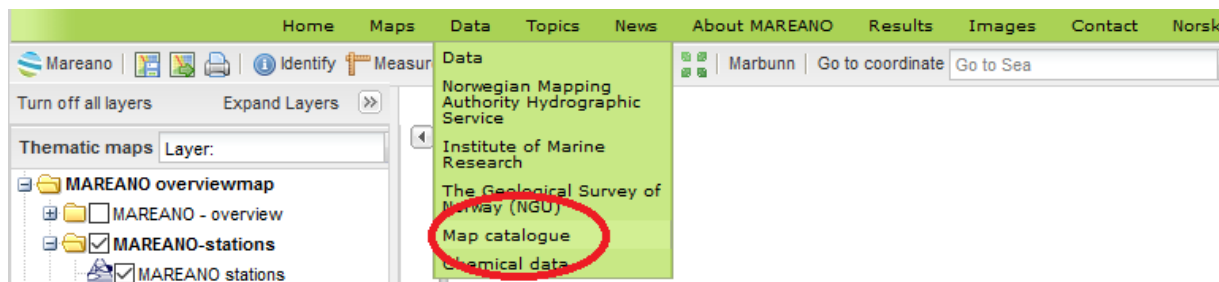 Home Maps Data Topics News About MAREANO Results Images Contact Norsk
Mareano Identify Measur Marbunn Go to coordinate Go to Sea
Turn off all layers Expand Layers
Thematic maps Layer:
MAREANO overviewmap
MAREANO - overview
MAREANO-stations
MAREANO stations
Data
Norwegian Mapping
Authority Hydrographic
Service
Institute of Marine
Research
The Geological Survey of
Norway (NGU)
Map catalogue
Chemical data